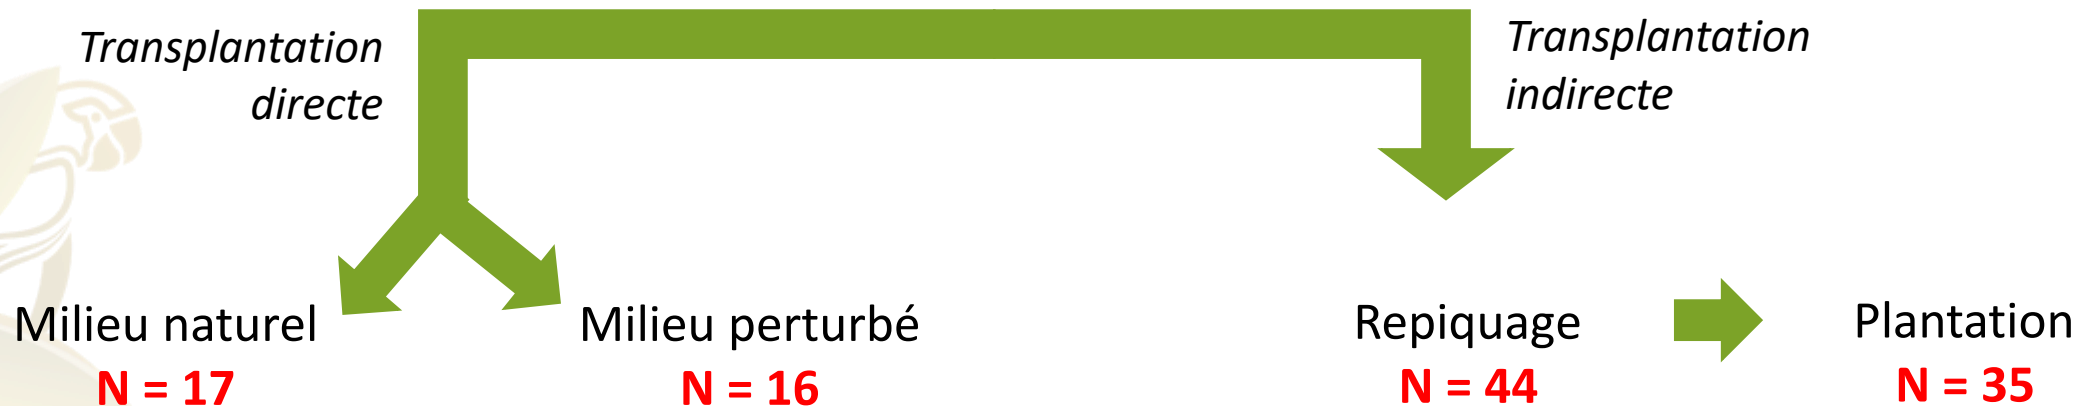 Transplantation
directe
Transplantation
indirecte
Milieu naturel
N = 17
Milieu perturbé
N = 16
Repiquage
N = 44
Plantation
N = 35